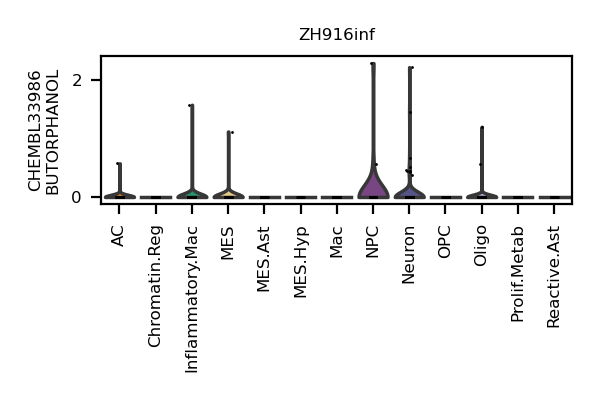 ZH916inf
CHEMBL33986
BUTORPHANOL
2
0
AC
Chromatin.Reg
Inflammatory.Mac
MES
MES.Ast
MES.Hyp
Mac
NPC
Neuron
OPC
Oligo
Prolif.Metab
Reactive.Ast